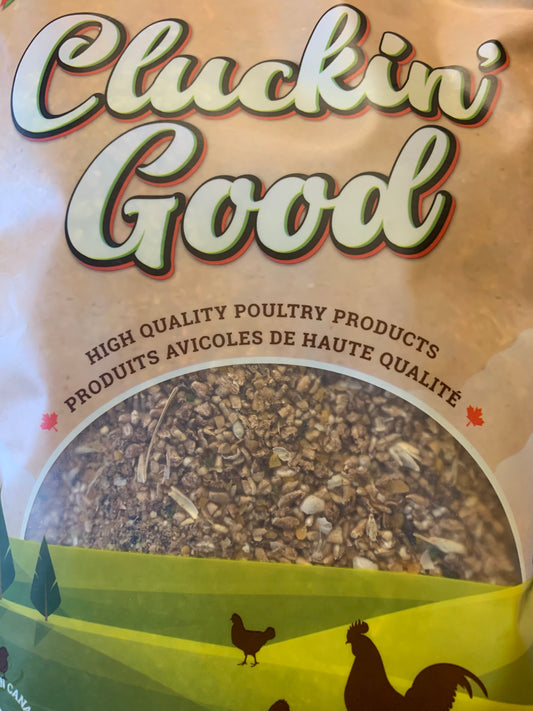 Cluckin'
Good
HIGH QUALITY POULTRY PRODUCTS
PRODUITS AVICOLES DE HAUTE QUALITÉ